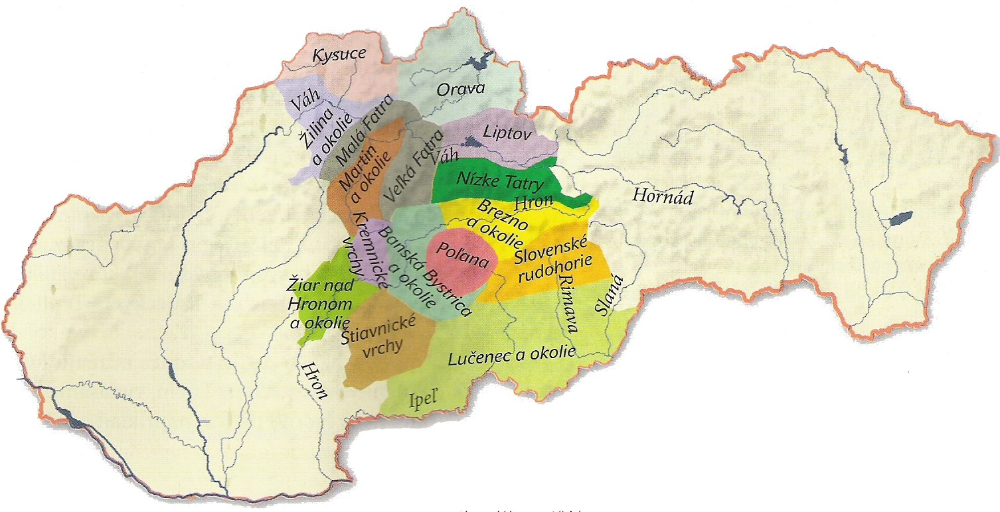 Kysuce
Orava
Váh
Žilina
a okolie
Malá Fatra
Martin
a okolie
Veľká Fatra
Liptov
Váh
Nízke Tatry
Hron
Brezno
a okolie
Hornád
Kremnické
vrchy
Banská Bystrica
a okolie
Poľana
Slovenské
rudohorie
Rimava
Slaná
Žiar nad
Hronom
a okolie
Štiavnické
vrchy
Lučenec a okolie
Hron
Ipeľ